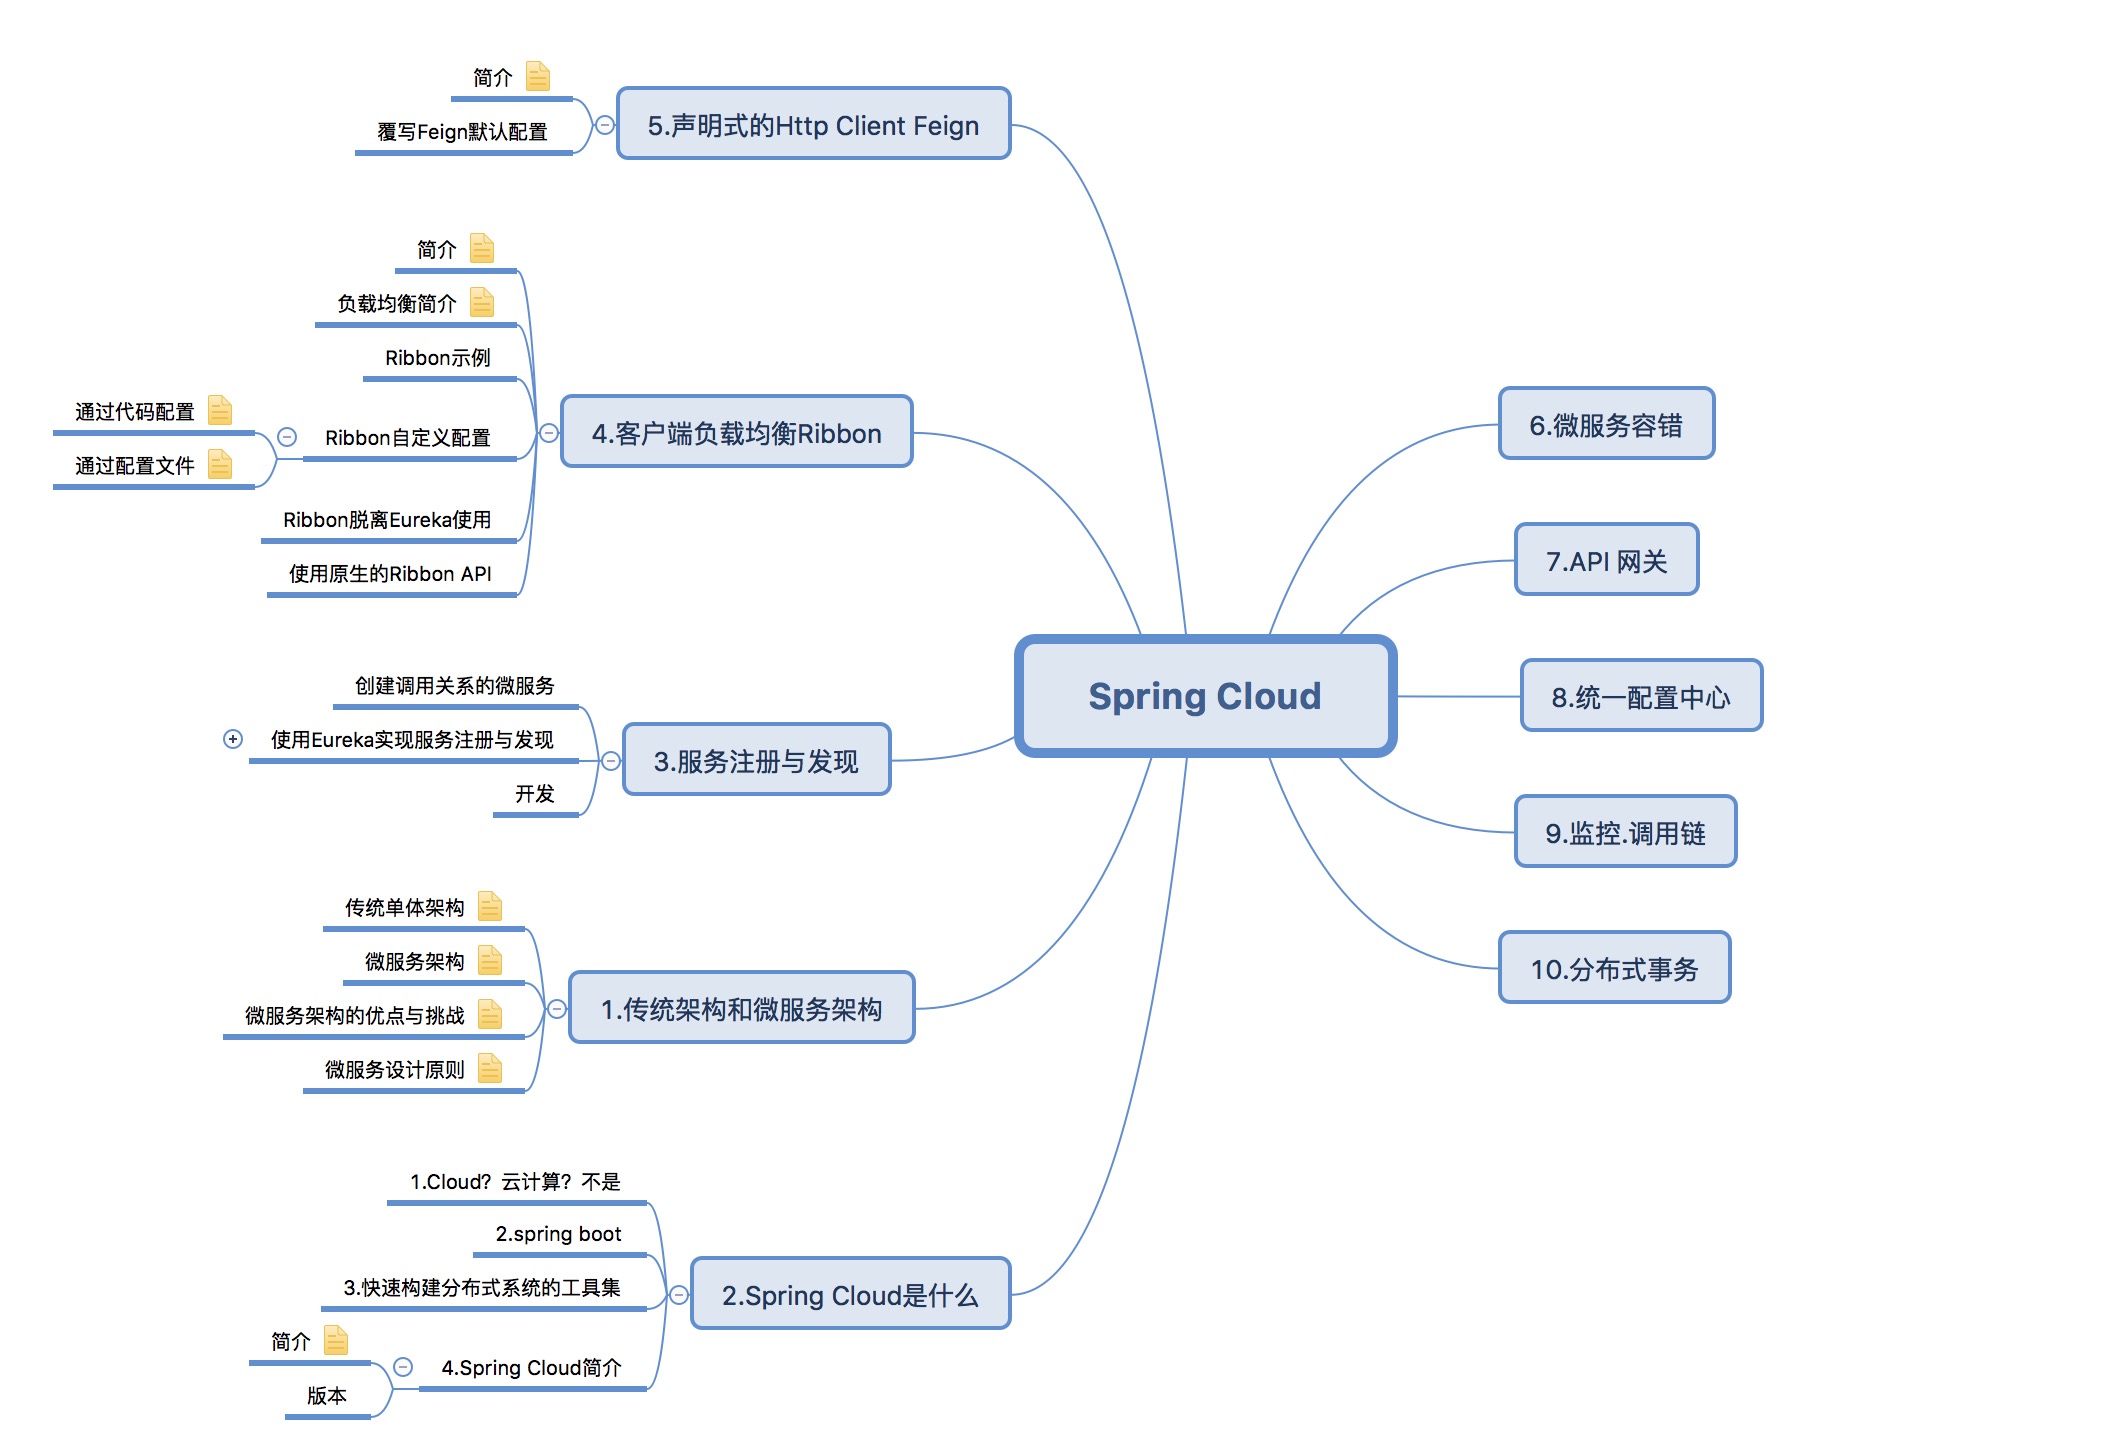 简介
覆写Feign默认配置
5.声明式的Http Client Feign
简介
负载均衡简介
Ribbon示例
通过代码配置
通过配置文件
Ribbon自定义配置
Ribbon脱离Eureka使用
使用原生的Ribbon API
4.客户端负载均衡Ribbon
创建调用关系的微服务
使用Eureka实现服务注册与发现
开发
3.服务注册与发现
传统单体架构
微服务架构
微服务架构的优点与挑战
微服务设计原则
1.传统架构和微服务架构
1.Cloud？云计算？不是
2.spring boot
3.快速构建分布式系统的工具集
简介
版本
4.Spring Cloud简介
2.Spring Cloud是什么
Spring Cloud
6.微服务容错
7.API 网关
8.统一配置中心
9.监控.调用链
10.分布式事务